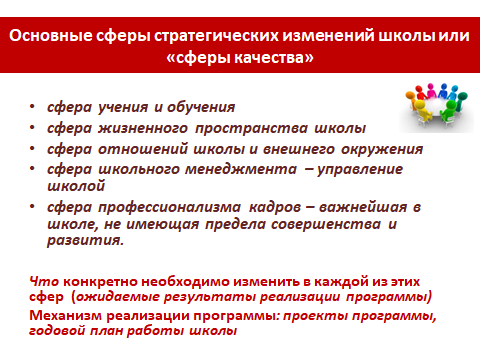 Основные сферы стратегических изменений школы или
«сферы качества»
• сфера учения и обучения
• сфера жизненного пространства школы
• сфера отношений школы и внешнего окружения
• сфера школьного менеджмента – управление
школой
• сфера профессионализма кадров – важнейшая в
школе, не имеющая предела совершенства и
развития.
Что конкретно необходимо изменить в каждой из этих
сфер (ожидаемые результаты реализации программы)
Механизм реализации программы: проекты программы,
годовой план работы школы